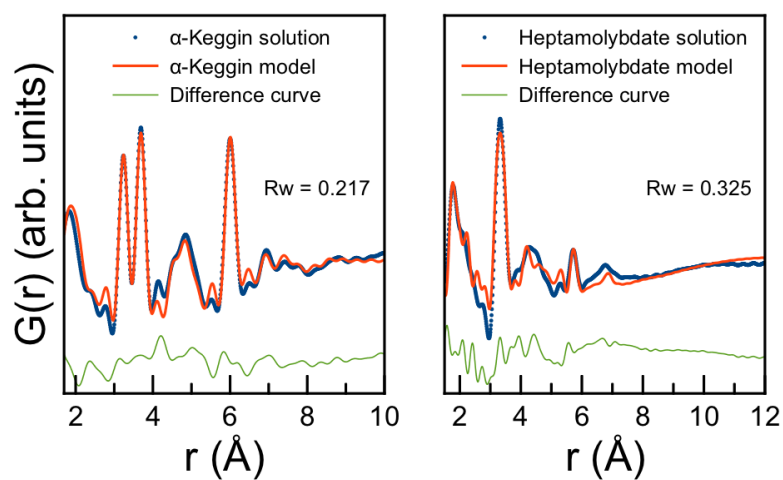 α-Keggin solution
α-Keggin model
Difference curve
Rw = 0.217
G(r) (arb. units)
2 4 6 8 10
r (Å)
Heptamolybdate solution
Heptamolybdate model
Difference curve
Rw = 0.325
2 4 6 8 10 12
r (Å)